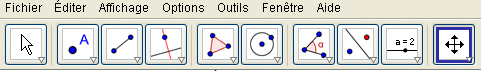 Fichier Éditer Affichage Options Outils Fenêtre Aide
A α a = 2